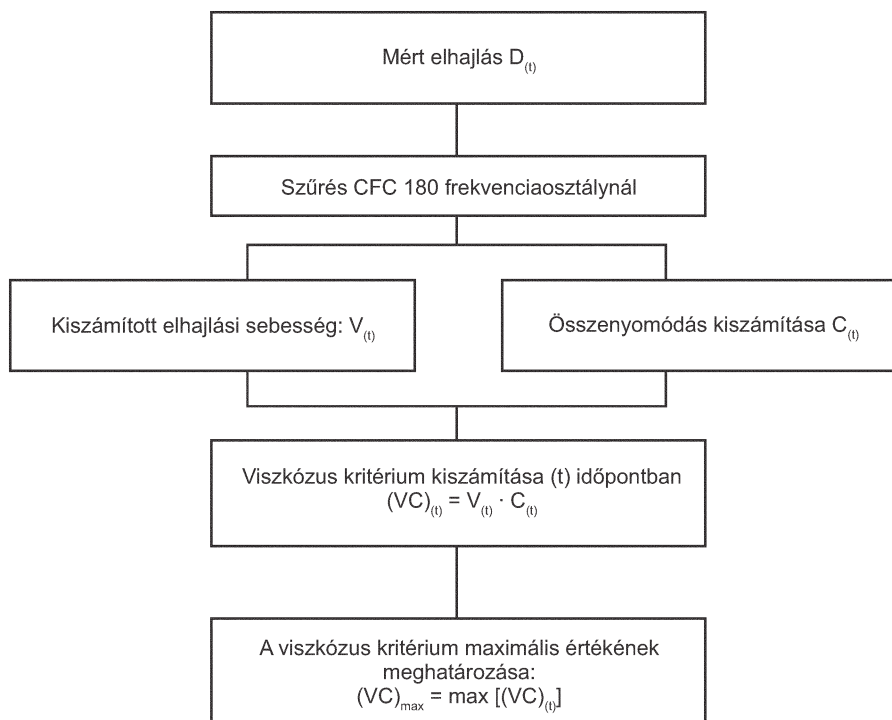 Mért elhajlás D(t)
Szűrés CFC 180 frekvenciaosztálynál
Kiszámított elhajlási sebesség: V(t)
Összenyomódás kiszámítása C(t)
Viszkózus kritérium kiszámítása (t) időpontban
(VC)(t) = V(t) · C(t)
A viszkózus kritérium maximális értékének
meghatározása:
(VC)max = max [(VC)(t)]